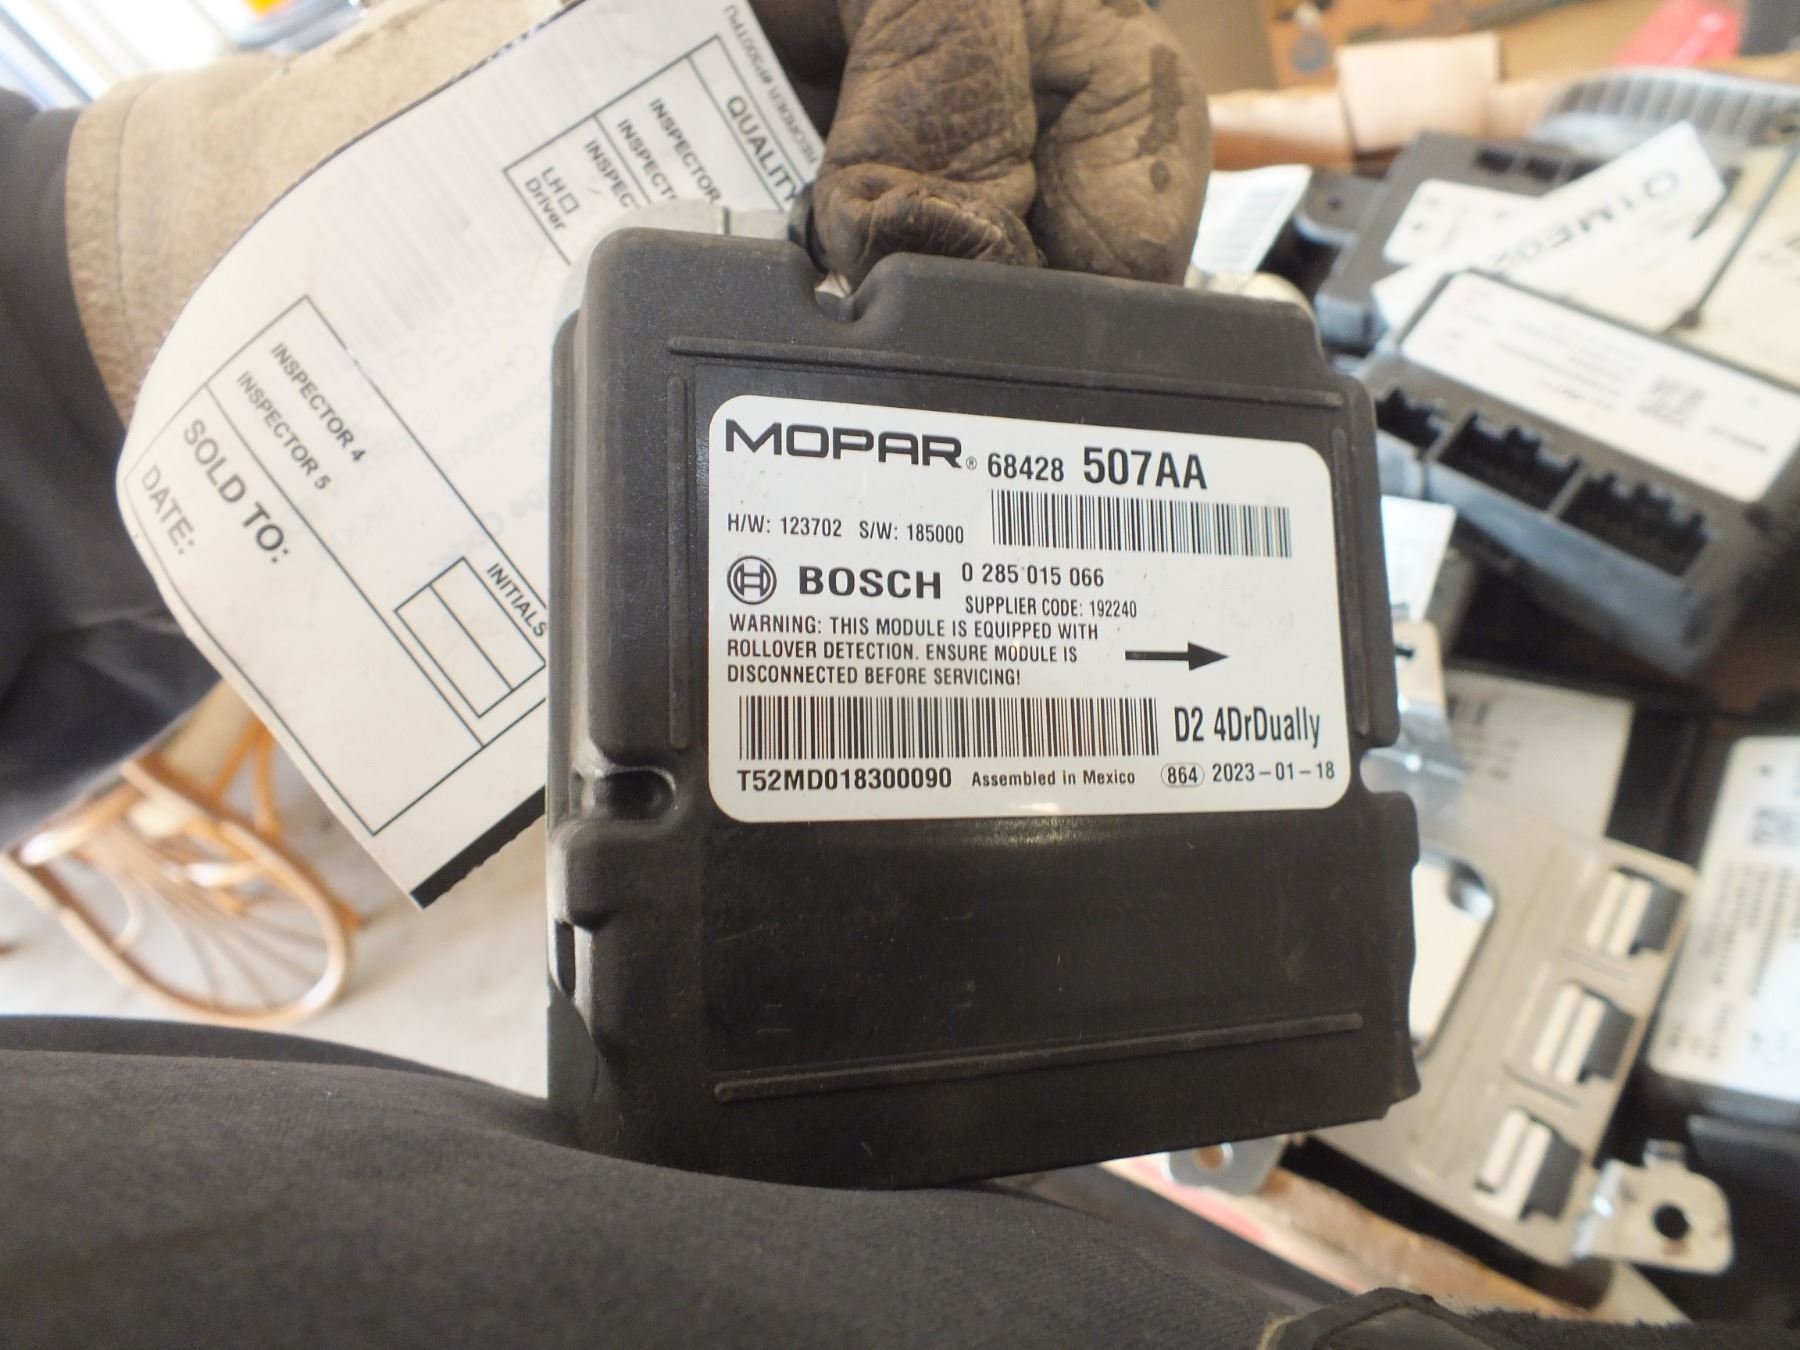 MOPAR® 68428 507AA
H/W: 123702 S/W: 185000
BOSCH 0 285 015 066
SUPPLIER CODE: 192240
WARNING: THIS MODULE IS EQUIPPED WITH
ROLLOVER DETECTION. ENSURE MODULE IS
DISCONNECTED BEFORE SERVICING!
D2 4DrDually
T52MD018300090 Assembled in Mexico 864 2023-01-18
QUALITY
INSPECTOR
INSPECT
INSPEC
LH
Driver
INSPECTOR 4
INSPECTOR 5
SOLD TO:
DATE:
INITIALS